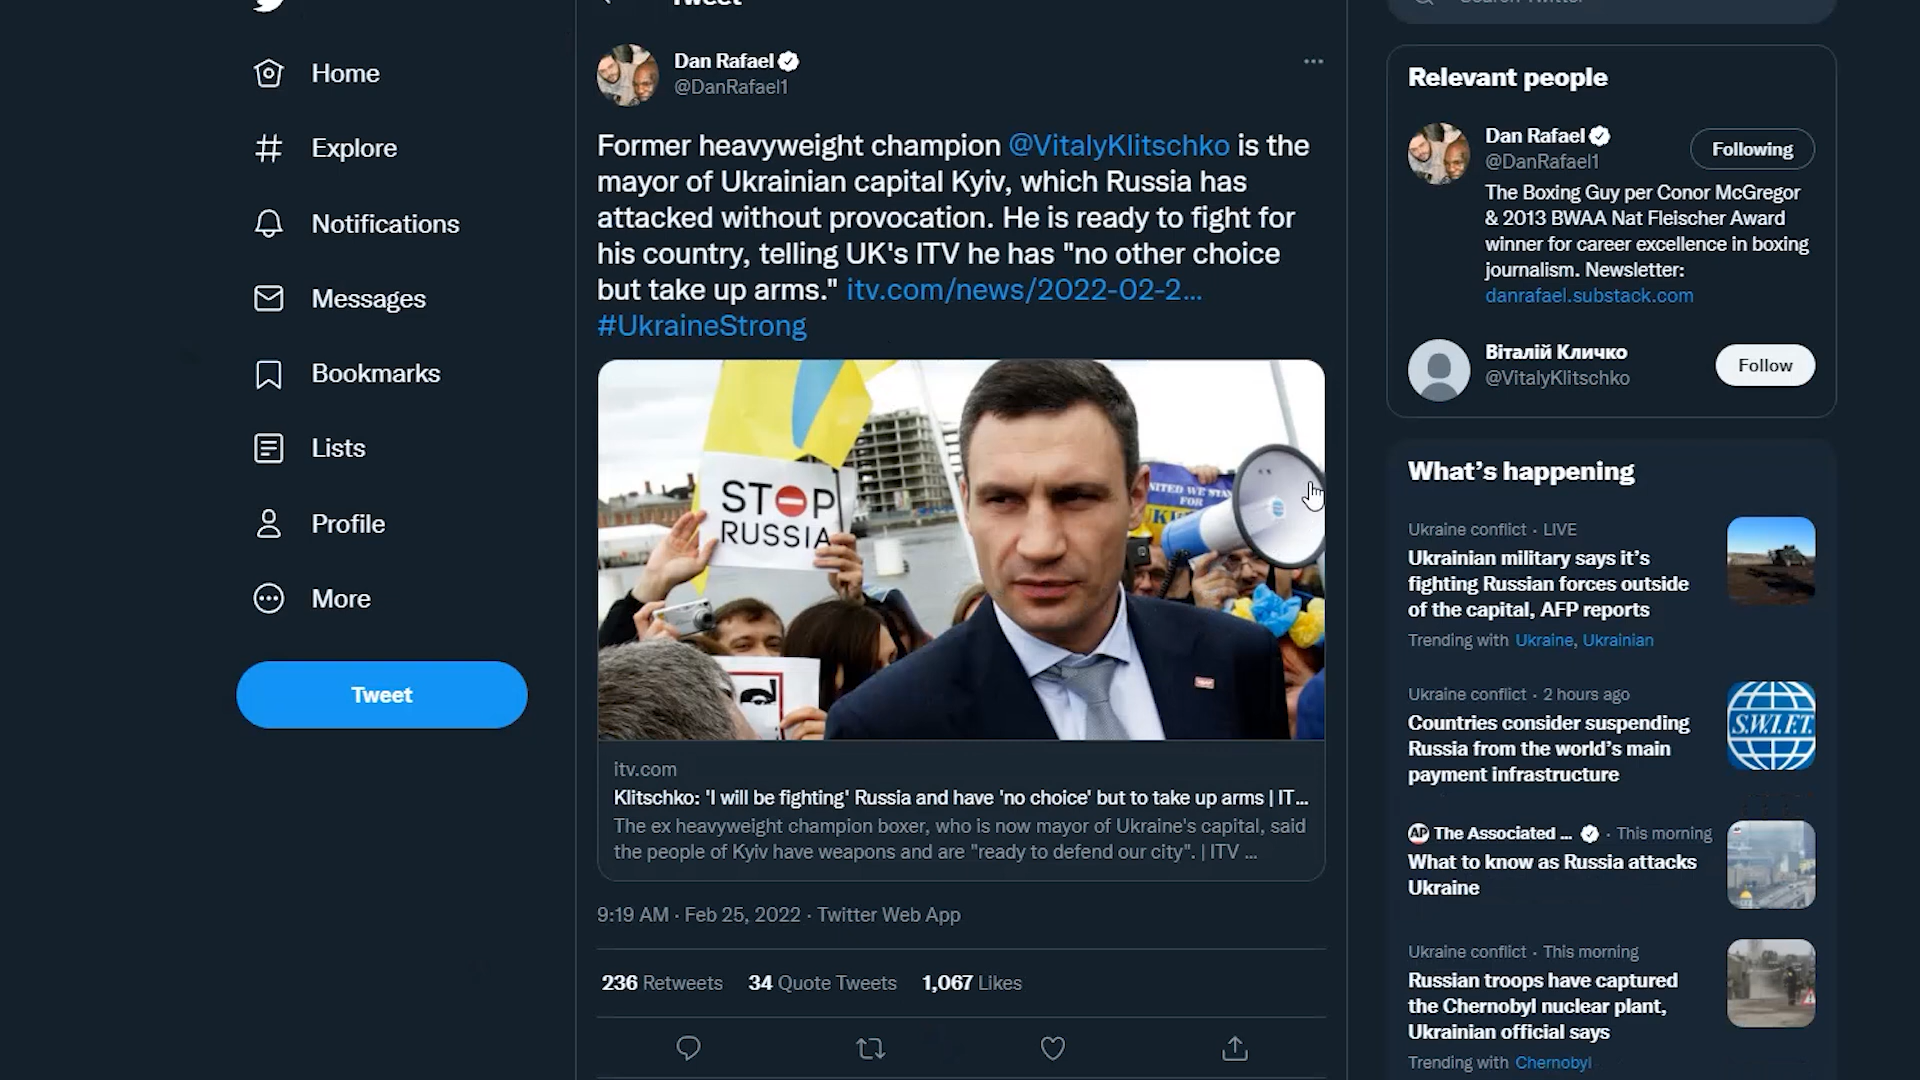 Tweet
Search Twitter
Home
Explore
Notifications
Messages
Bookmarks
Lists
Profile
More
Tweet
Dan Rafael
@DanRafael1
Former heavyweight champion @VitalyKlitschko is the
mayor of Ukrainian capital Kyiv, which Russia has
attacked without provocation. He is ready to fight for
his country, telling UK's ITV he has "no other choice
but take up arms." itv.com/news/2022-02-2...
#UkraineStrong
STOP
RUSSIA
NITED WE STAN
FOR
UK
itv.com
Klitschko: 'I will be fighting' Russia and have 'no choice' but to take up arms | IT...
The ex heavyweight champion boxer, who is now mayor of Ukraine's capital, said
the people of Kyiv have weapons and are "ready to defend our city". | ITV ...
9:19 AM · Feb 25, 2022 · Twitter Web App
236 Retweets 34 Quote Tweets 1,067 Likes
Relevant people
Dan Rafael
@DanRafael1
Following
The Boxing Guy per Conor McGregor
& 2013 BWAA Nat Fleischer Award
winner for career excellence in boxing
journalism. Newsletter:
danrafael.substack.com
Віталій Кличко
@VitalyKlitschko
Follow
What's happening
Ukraine conflict · LIVE
Ukrainian military says it's
fighting Russian forces outside
of the capital, AFP reports
Trending with Ukraine, Ukrainian
Ukraine conflict · 2 hours ago
Countries consider suspending
Russia from the world's main
payment infrastructure
S.W.I.F.T.
AP The Associated ... · This morning
What to know as Russia attacks
Ukraine
Ukraine conflict · This morning
Russian troops have captured
the Chernobyl nuclear plant,
Ukrainian official says
Trending with Chernobyl